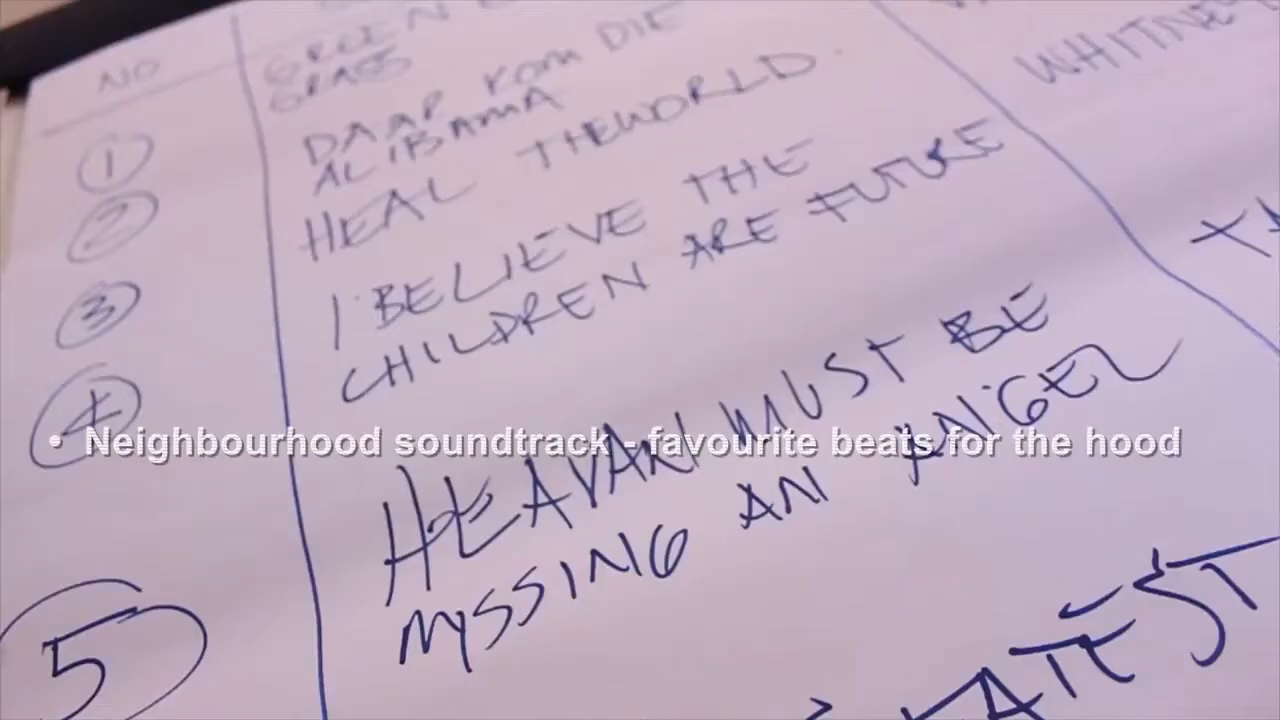 NO
GREEN
GRASS
DAAR KOM DIE
ALIBAMA
HEAL THE WORLD.
WHITNEY
I BELIEVE THE
CHILDREN ARE FUTURE
HEAVAN MUST BE
MISSING AN ANGEL
1
2
3
4
5
• Neighbourhood soundtrack - favourite beats for the hood